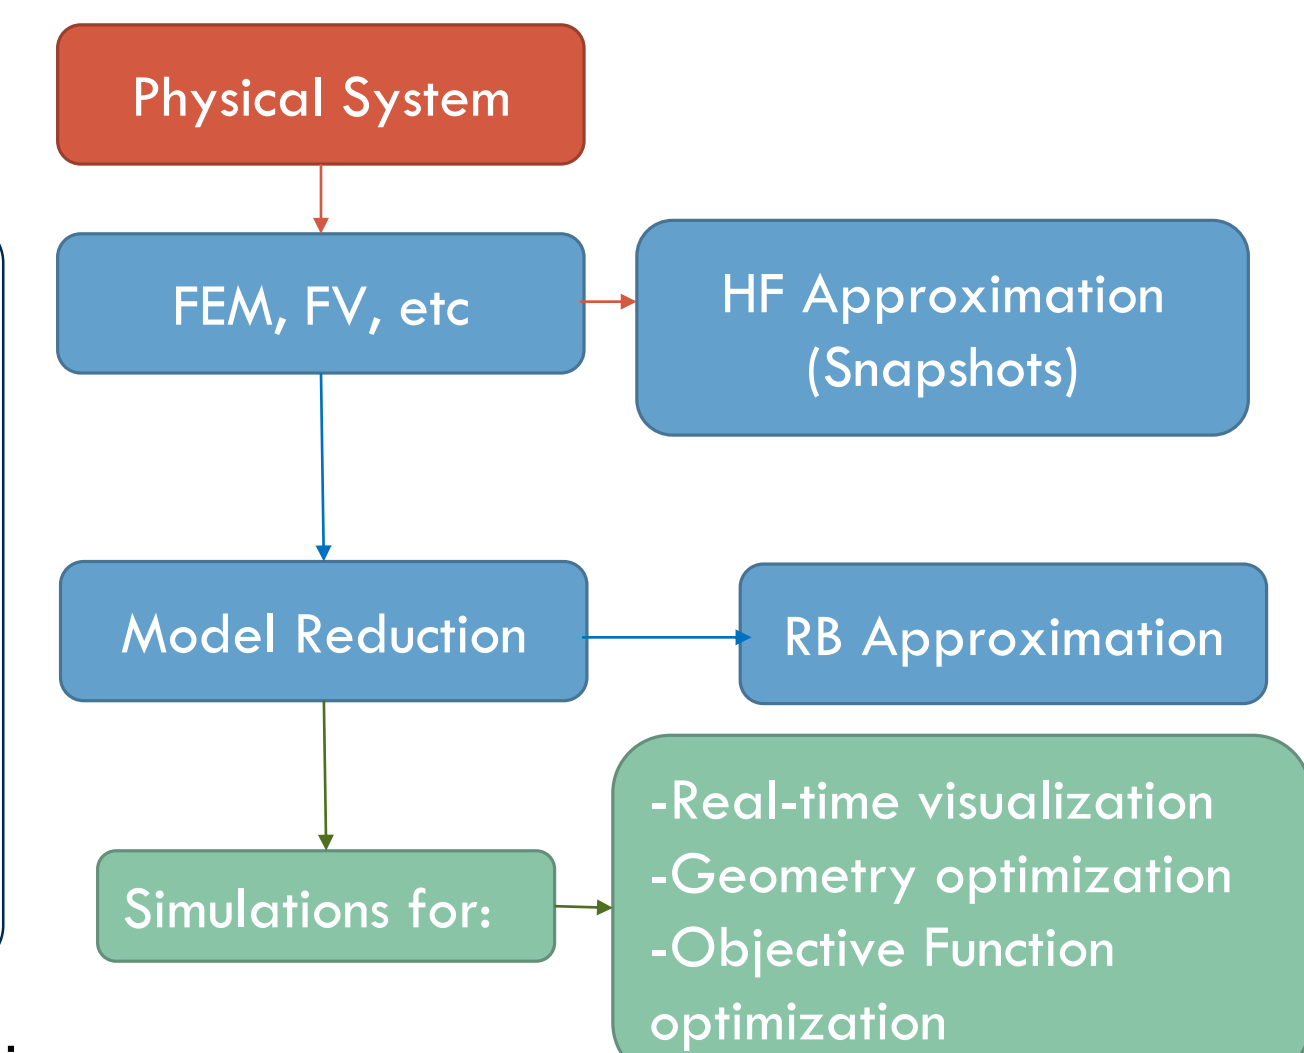 Physical System
FEM, FV, etc
HF Approximation
(Snapshots)
Model Reduction
RB Approximation
Simulations for:
-Real-time visualization
-Geometry optimization
-Objective Function
optimization
.